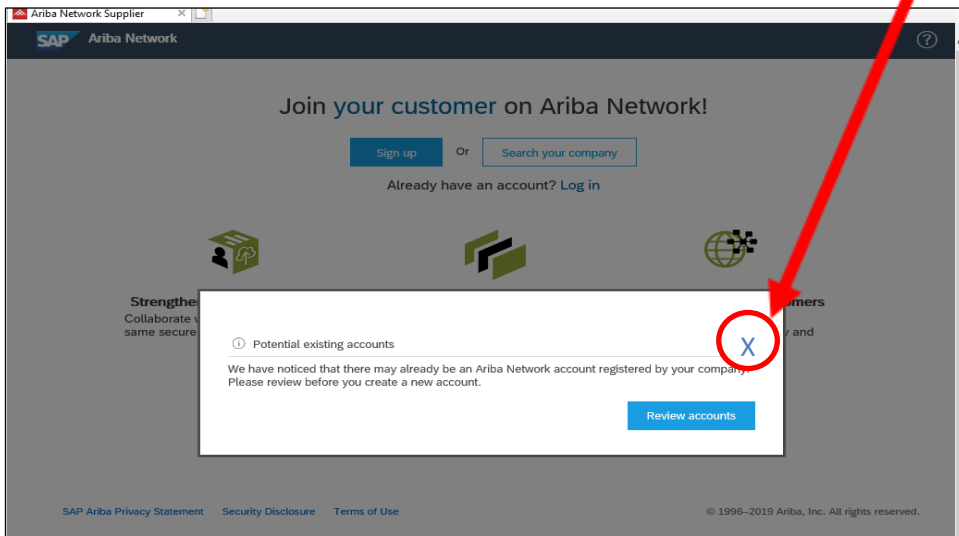 Ariba Network Supplier
SAP Ariba Network
Join your customer on Ariba Network!
Sign up Or Search your company
Already have an account? Log in
Strengthe
Collaborate
same secure
omers
and
Potential existing accounts X
We have noticed that there may already be an Ariba Network account registered by your company.
Please review before you create a new account.
Review accounts
SAP Ariba Privacy Statement Security Disclosure Terms of Use © 1996–2019 Ariba, Inc. All rights reserved.